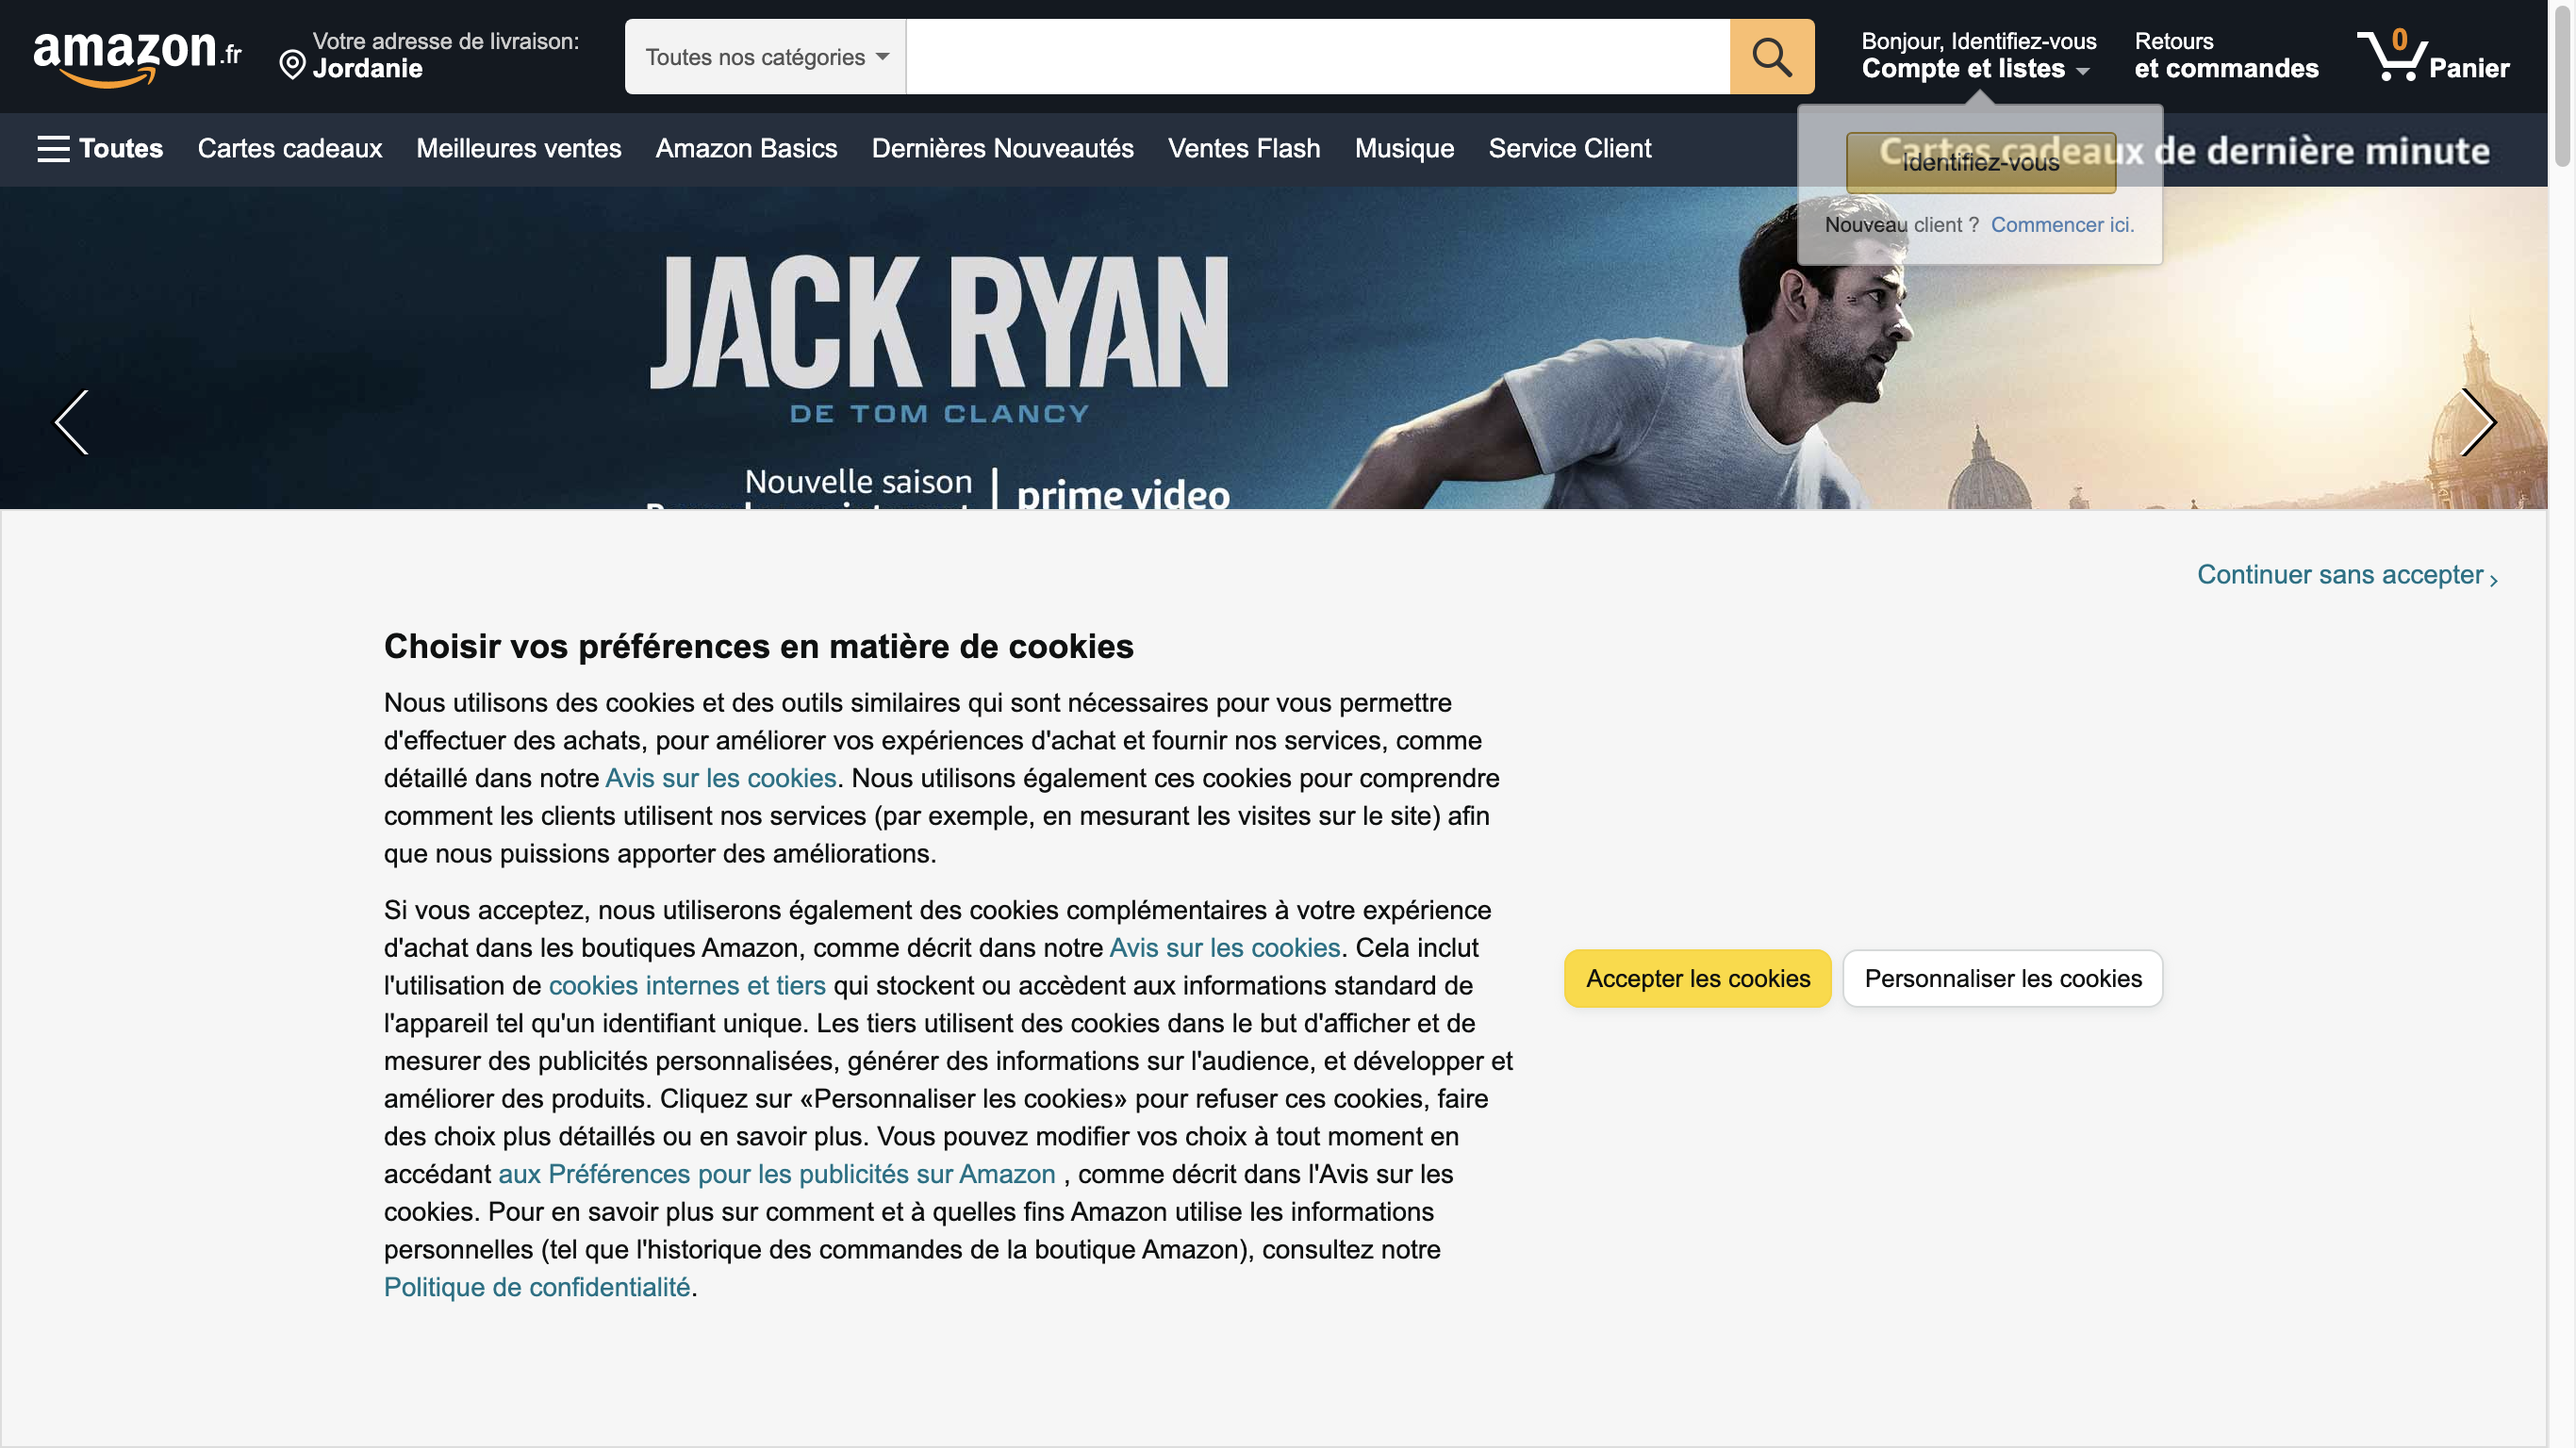 amazon.fr
Votre adresse de livraison:
Jordanie
Toutes nos catégories
Bonjour, Identifiez-vous
Compte et listes
Retours
et commandes
0
Panier
Toutes
Cartes cadeaux
Meilleures ventes
Amazon Basics
Dernières Nouveautés
Ventes Flash
Musique
Service Client
Cartes cadeaux de dernière minute
Identifiez-vous
Nouveau client ? Commencer ici.
JACK RYAN
DE TOM CLANCY
Nouvelle saison
prime video
Continuer sans accepter ›
Choisir vos préférences en matière de cookies
Nous utilisons des cookies et des outils similaires qui sont nécessaires pour vous permettre
d'effectuer des achats, pour améliorer vos expériences d'achat et fournir nos services, comme
détaillé dans notre Avis sur les cookies. Nous utilisons également ces cookies pour comprendre
comment les clients utilisent nos services (par exemple, en mesurant les visites sur le site) afin
que nous puissions apporter des améliorations.
Si vous acceptez, nous utiliserons également des cookies complémentaires à votre expérience
d'achat dans les boutiques Amazon, comme décrit dans notre Avis sur les cookies. Cela inclut
l'utilisation de cookies internes et tiers qui stockent ou accèdent aux informations standard de
l'appareil tel qu'un identifiant unique. Les tiers utilisent des cookies dans le but d'afficher et de
mesurer des publicités personnalisées, générer des informations sur l'audience, et développer et
améliorer des produits. Cliquez sur «Personnaliser les cookies» pour refuser ces cookies, faire
des choix plus détaillés ou en savoir plus. Vous pouvez modifier vos choix à tout moment en
accédant aux Préférences pour les publicités sur Amazon , comme décrit dans l'Avis sur les
cookies. Pour en savoir plus sur comment et à quelles fins Amazon utilise les informations
personnelles (tel que l'historique des commandes de la boutique Amazon), consultez notre
Politique de confidentialité.
Accepter les cookies
Personnaliser les cookies